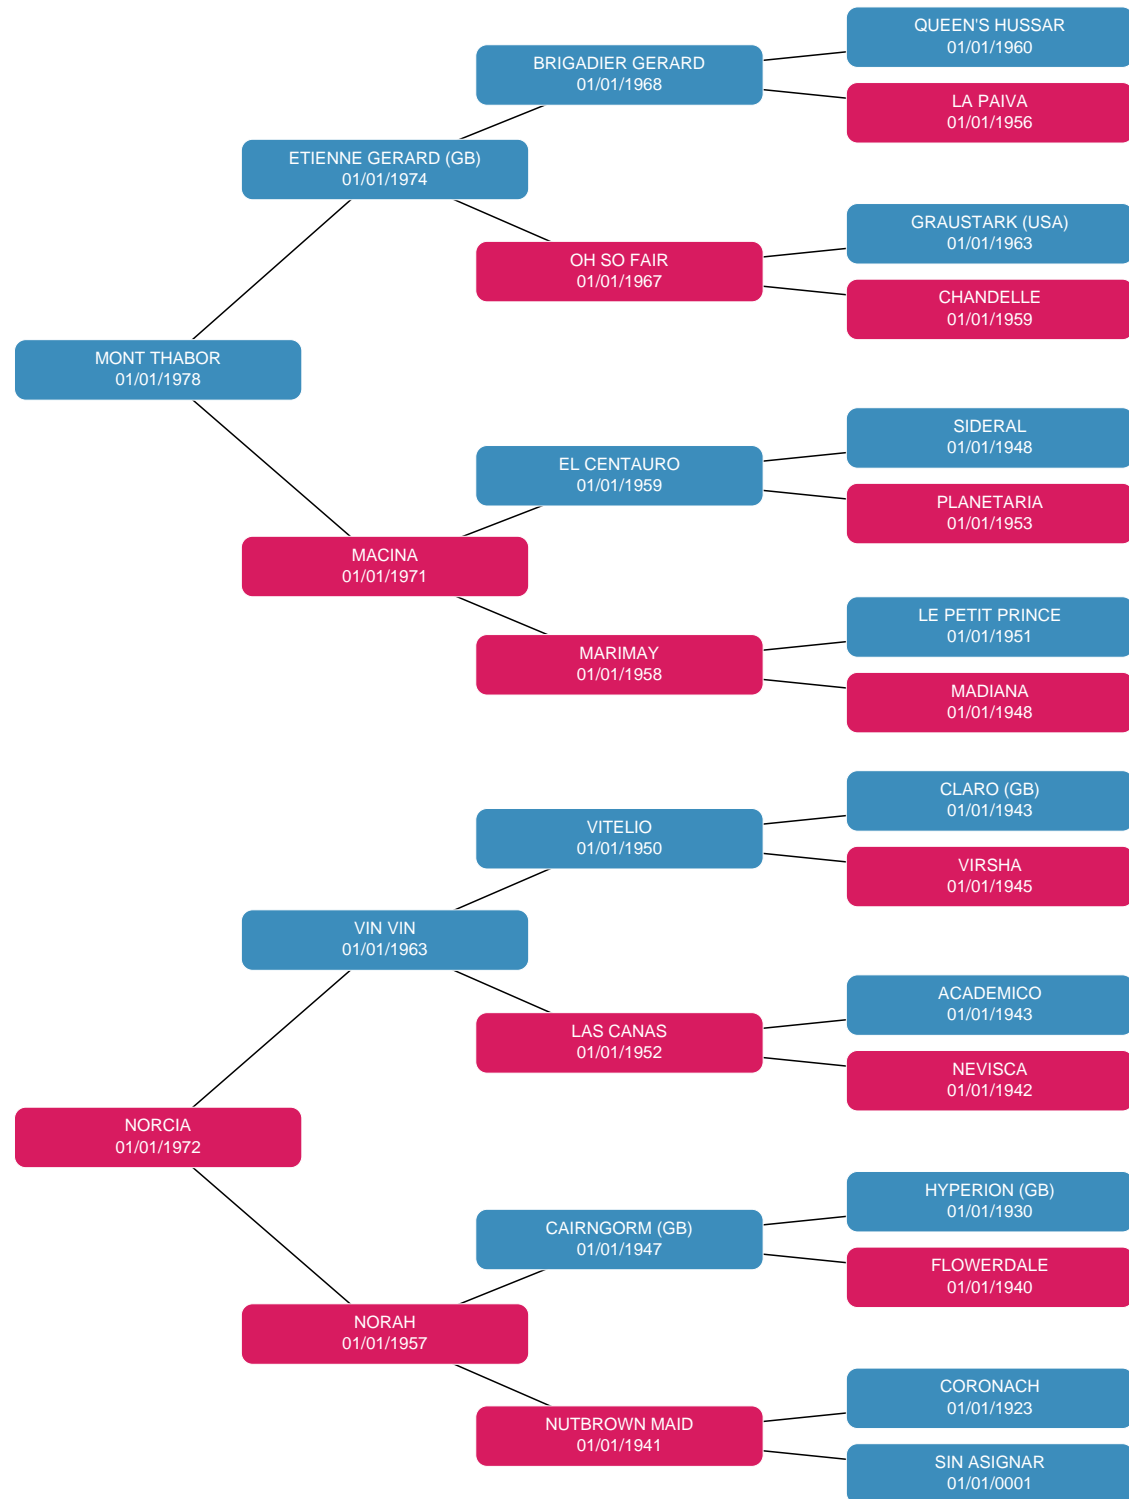 QUEEN'S HUSSAR
01/01/1960
BRIGADIER GERARD
01/01/1968
LA PAIVA
01/01/1956
ETIENNE GERARD (GB)
01/01/1974
GRAUSTARK (USA)
01/01/1963
OH SO FAIR
01/01/1967
CHANDELLE
01/01/1959
MONT THABOR
01/01/1978
SIDERAL
01/01/1948
EL CENTAURO
01/01/1959
PLANETARIA
01/01/1953
MACINA
01/01/1971
LE PETIT PRINCE
01/01/1951
MARIMAY
01/01/1958
MADIANA
01/01/1948
CLARO (GB)
01/01/1943
VITELIO
01/01/1950
VIRSHA
01/01/1945
VIN VIN
01/01/1963
ACADEMICO
01/01/1943
LAS CANAS
01/01/1952
NEVISCA
01/01/1942
NORCIA
01/01/1972
HYPERION (GB)
01/01/1930
CAIRNGORM (GB)
01/01/1947
FLOWERDALE
01/01/1940
NORAH
01/01/1957
CORONACH
01/01/1923
NUTBROWN MAID
01/01/1941
SIN ASIGNAR
01/01/0001